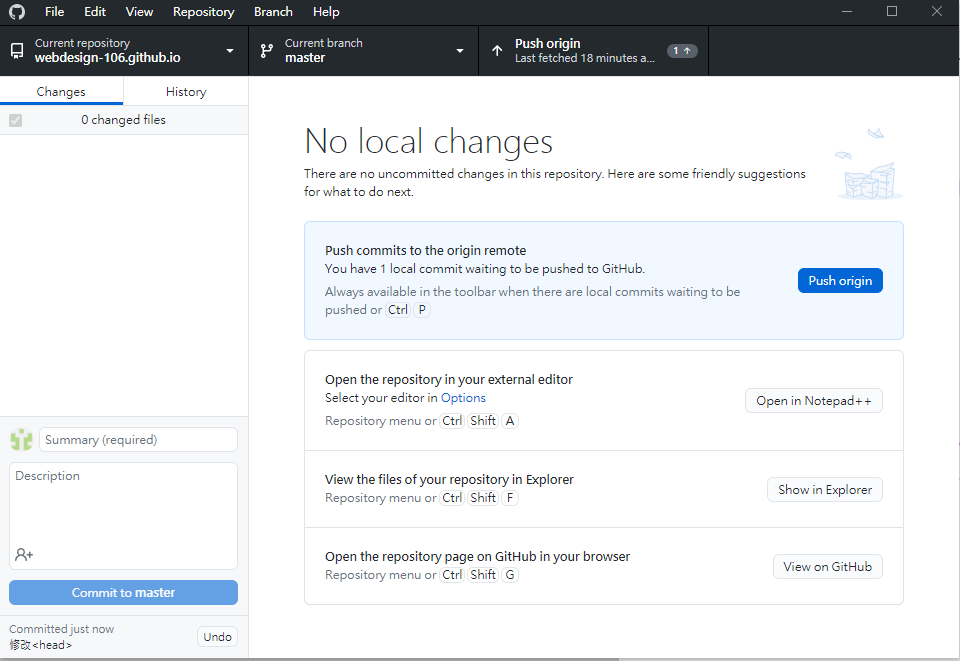 File Edit View Repository Branch Help
Current repository
webdesign-106.github.io
Current branch
master
Push origin
Last fetched 18 minutes a...
1
Changes History
0 changed files
No local changes
There are no uncommitted changes in this repository. Here are some friendly suggestions
for what to do next.
Push commits to the origin remote
You have 1 local commit waiting to be pushed to GitHub.
Always available in the toolbar when there are local commits waiting to be
pushed or Ctrl P
Push origin
Open the repository in your external editor
Select your editor in Options
Repository menu or Ctrl Shift A
Open in Notepad++
View the files of your repository in Explorer
Repository menu or Ctrl Shift F
Show in Explorer
Open the repository page on GitHub in your browser
Repository menu or Ctrl Shift G
View on GitHub
Summary (required)
Description
Commit to master
Committed just now
修改<head>
Undo